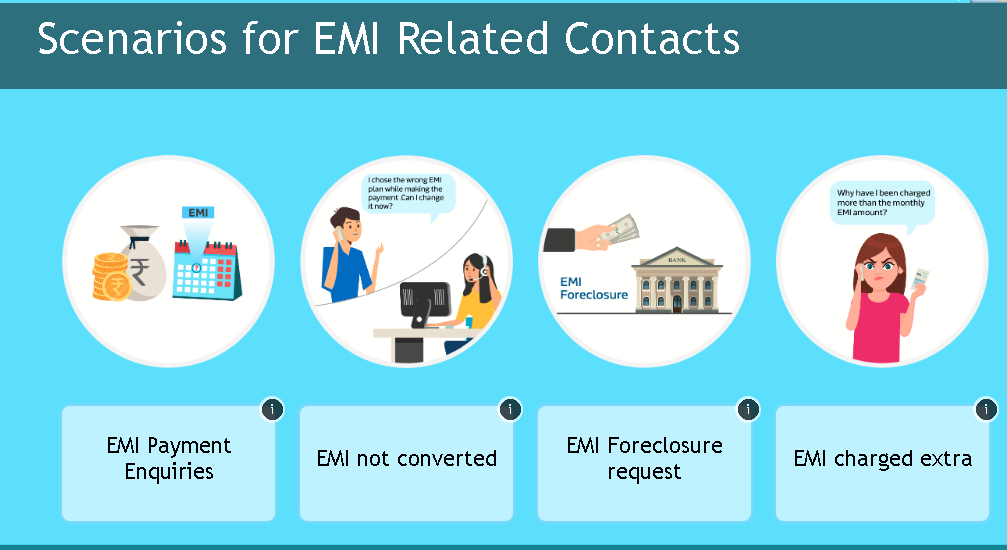 Scenarios for EMI Related Contacts
EMI
₹
₹
I chose the wrong EMI
plan while making the
payment .Can I change
it now?
BANK
EMI
Foreclosure
Why have I been charged
more than the monthly
EMI amount?
i
EMI Payment
Enquiries
i
EMI not converted
i
EMI Foreclosure
request
i
EMI charged extra